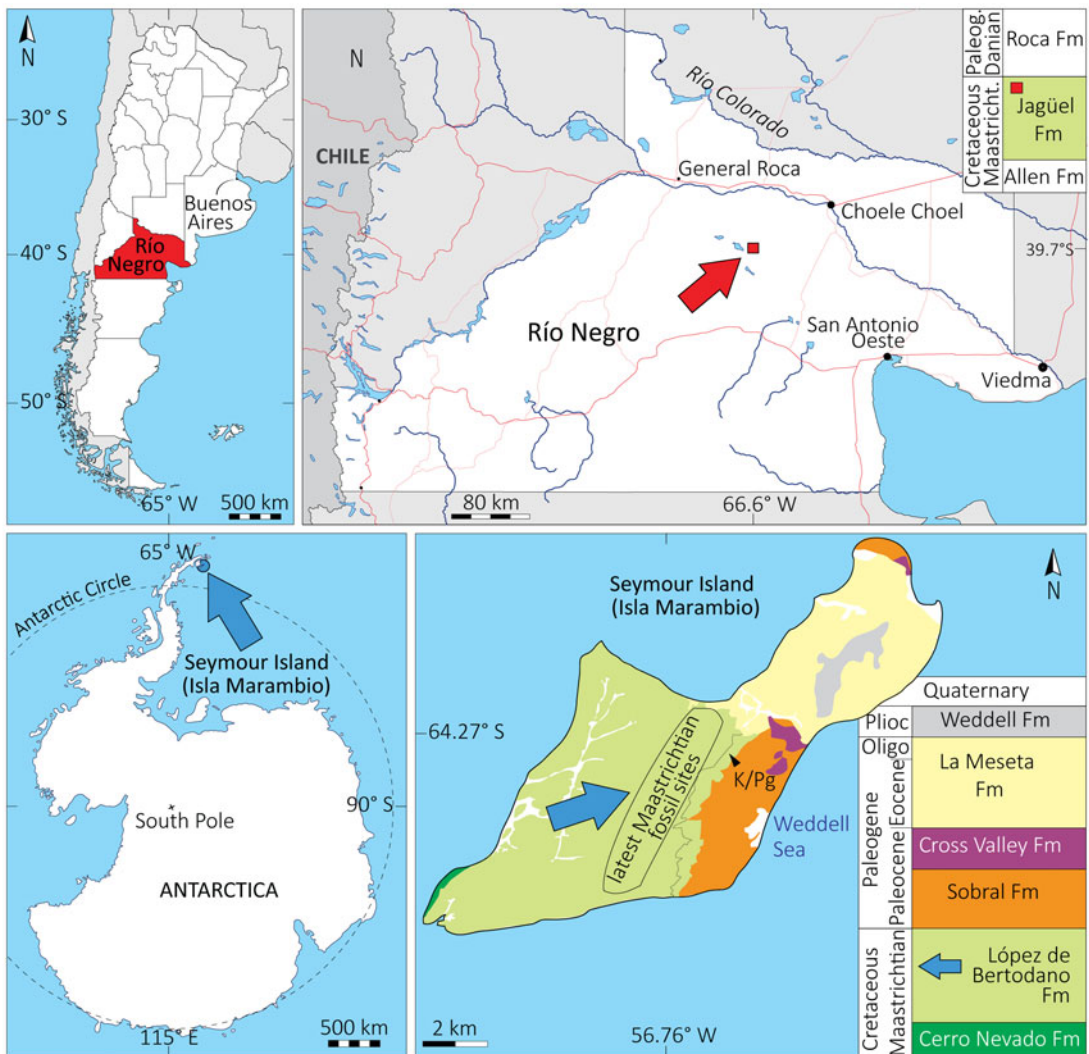 N
30° S
40° S
50° S
Buenos
Aires
Río
Negro
65° W
500 km
N
CHILE
Río Colorado
General Roca
Choele Choel
39.7°S
Río Negro
San Antonio
Oeste
Viedma
80 km
66.6° W
Cretaceous
Maastricht.
Paleog.
Danian
Roca Fm
Jagüel
Fm
Allen Fm
65° W
Antarctic Circle
Seymour Island
(Isla Marambio)
South Pole
90° S
ANTARCTICA
115° E
500 km
Seymour Island
(Isla Marambio)
N
64.27° S
latest Maastrichtian
fossil sites
K/Pg
Weddell
Sea
2 km
56.76° W
Quaternary
Plioc
Weddell Fm
Oligo
La Meseta
Fm
Paleogene
Eocene
Paleocene
Cross Valley Fm
Sobral Fm
Cretaceous
Maastrichtian
López de
Bertodano
Fm
Cerro Nevado Fm